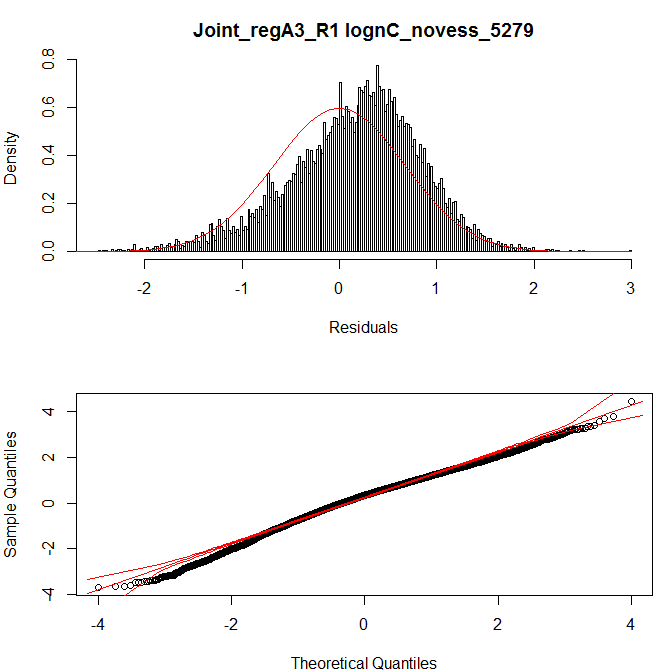 Joint_regA3_R1 lognC_novess_5279
Density
0.8
0.6
0.4
0.2
0.0
-2 -1 0 1 2 3
Residuals
Sample Quantiles
4
2
0
-2
-4
-4 -2 0 2 4
Theoretical Quantiles